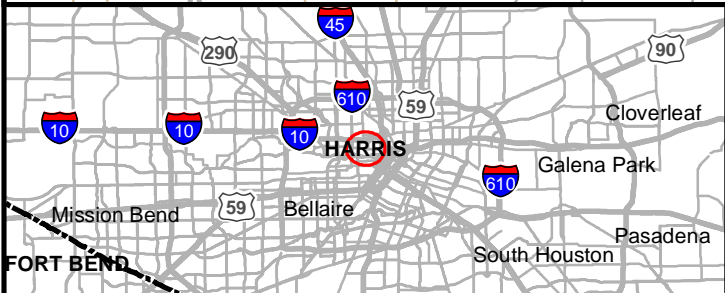 45
290
90
610
59
Cloverleaf
10
10
10
HARRIS
Galena Park
610
Mission Bend
59
Bellaire
Pasadena
South Houston
FORT BEND